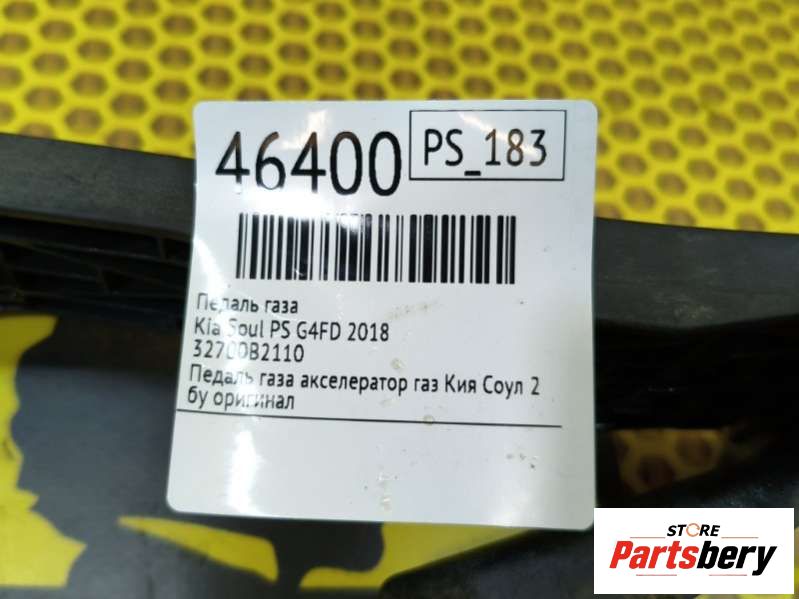 46400
PS_183
Педаль газа
Kia Soul PS G4FD 2018
32700B2110
Педаль газа акселератор газ Кия Соул 2
бу оригинал
STORE
Partsbery